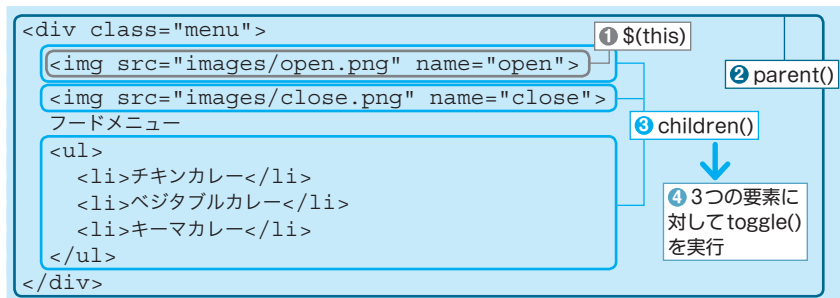 <div class="menu">
❶ $(this)
<img src="images/open.png" name="open">
❷ parent()
<img src="images/close.png" name="close">
フードメニュー
❸ children()
<ul>
<li>チキンカレー</li>
<li>ベジタブルカレー</li>
<li>キーマカレー</li>
</ul>
</div>
❹ 3つの要素に
対してtoggle()
を実行